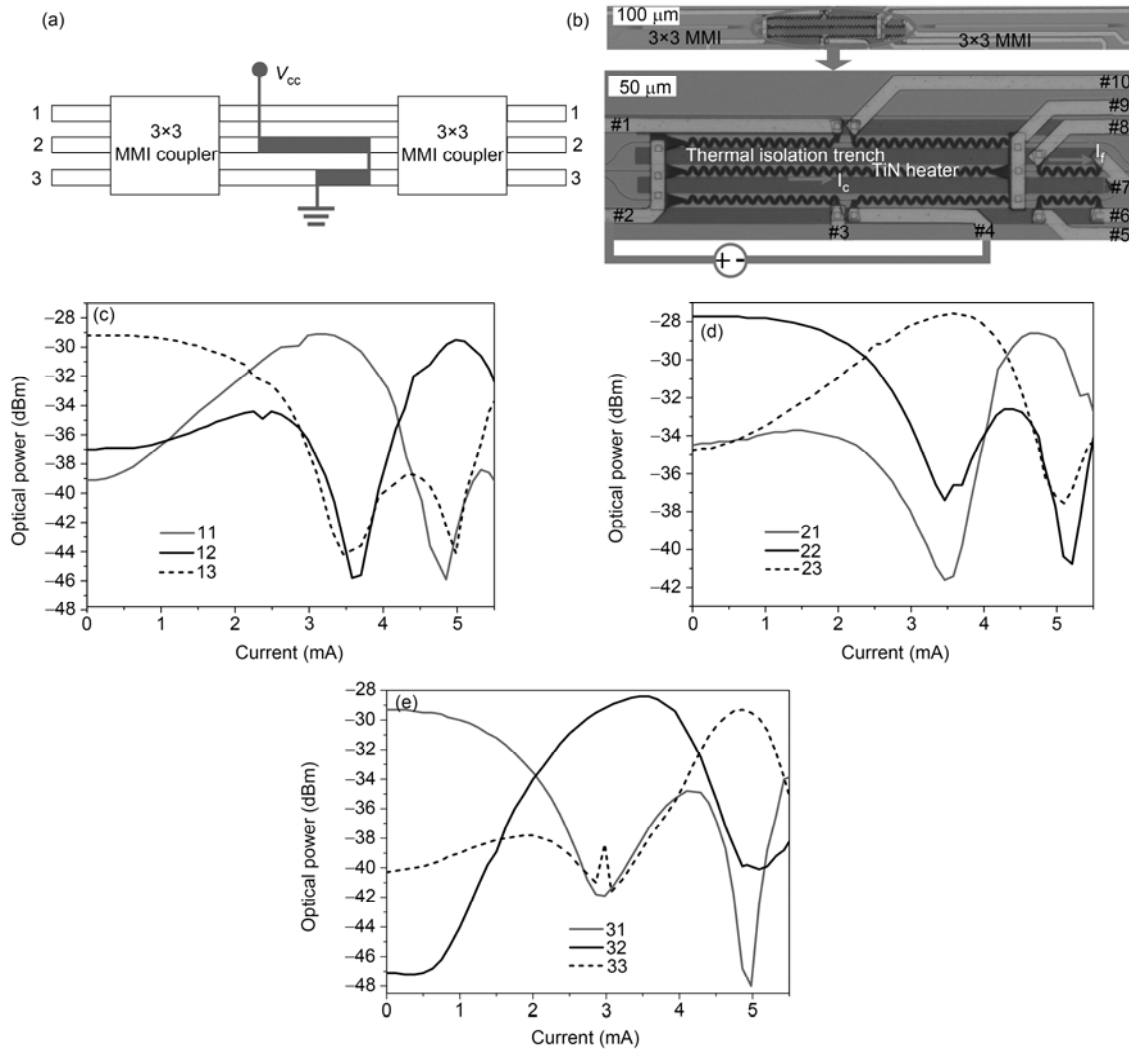 (a)
V_cc
1
2
3
3×3
MMI coupler
3×3
MMI coupler
1
2
3
(b)
100 μm
3×3 MMI
3×3 MMI
50 μm
#10
#9
#8
#1
I_f
Thermal isolation trench
TiN heater
#7
I_c
#2
#3
#4
#6
#5
+ -
(c)
−28
−30
−32
−34
−36
−38
−40
−42
−44
−46
−48
Optical power (dBm)
11
12
13
0 1 2 3 4 5
Current (mA)
(d)
−28
−30
−32
−34
−36
−38
−40
−42
Optical power (dBm)
21
22
23
0 1 2 3 4 5
Current (mA)
(e)
−28
−30
−32
−34
−36
−38
−40
−42
−44
−46
−48
Optical power (dBm)
31
32
33
0 1 2 3 4 5
Current (mA)